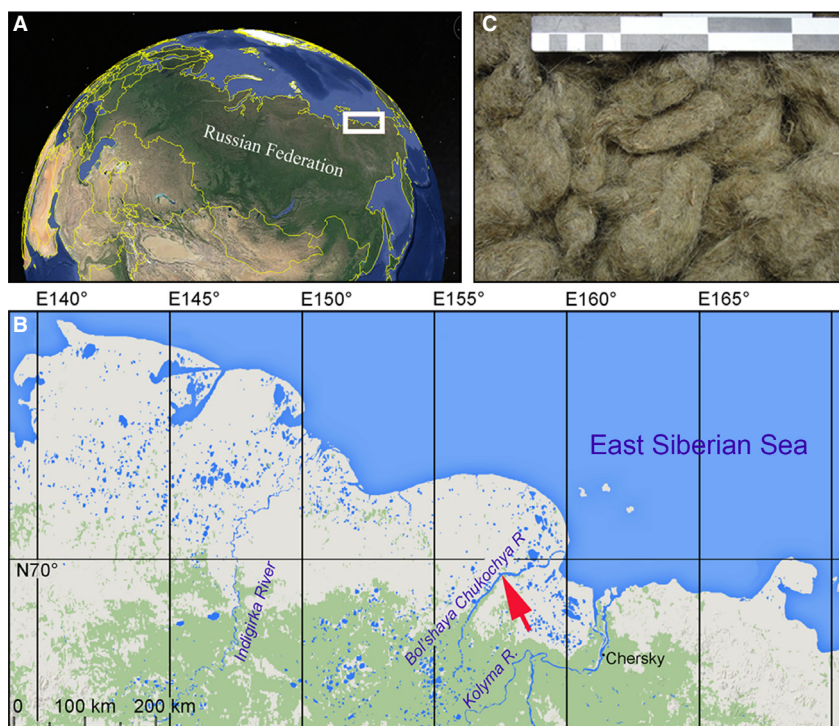 A
Russian Federation
C
E140°
E145°
E150°
E155°
E160°
E165°
B
East Siberian Sea
N70°
Indigirka River
Bol'shaya Chukochya R
Kolyma R
Chersky
0
100 km
200 km